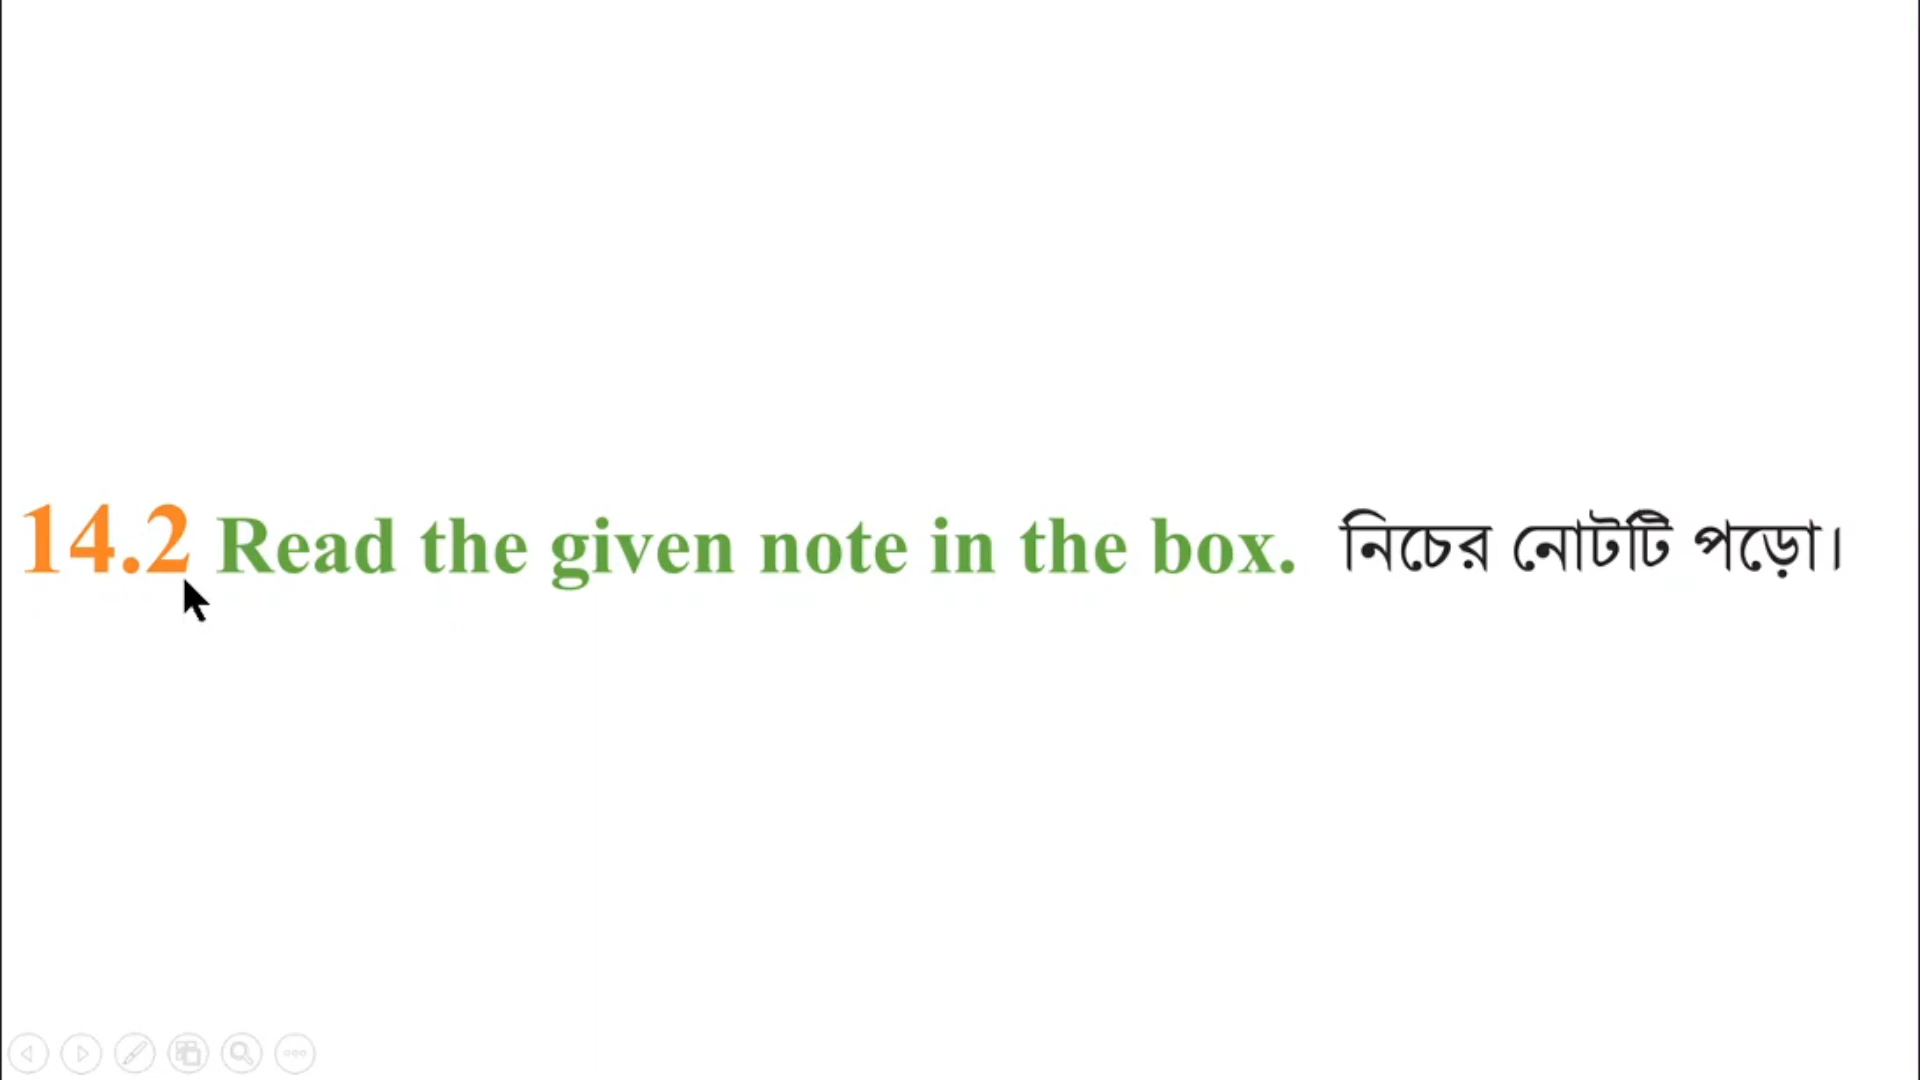 14.2 Read the given note in the box. নিচের নোটটি পড়ো।